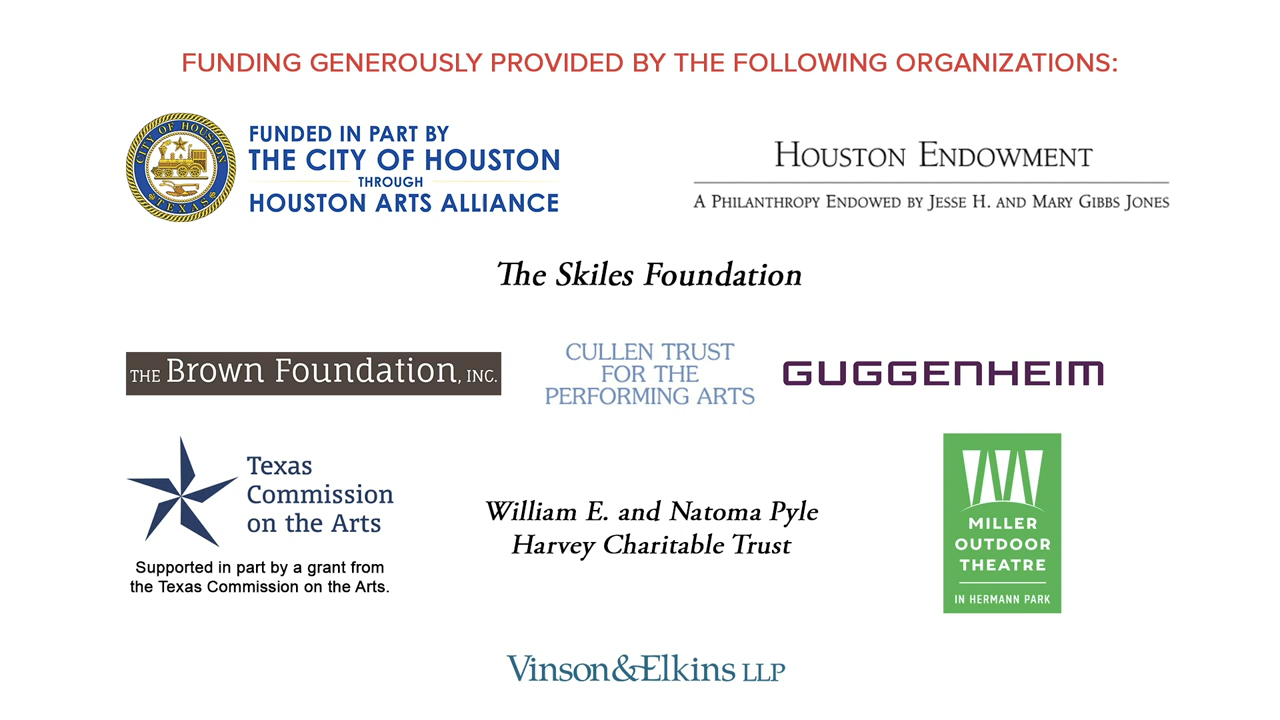 FUNDING GENEROUSLY PROVIDED BY THE FOLLOWING ORGANIZATIONS:
CITY OF HOUSTON
TEXAS
FUNDED IN PART BY
THE CITY OF HOUSTON
THROUGH
HOUSTON ARTS ALLIANCE
HOUSTON ENDOWMENT
A PHILANTHROPY ENDOWED BY JESSE H. AND MARY GIBBS JONES
The Skiles Foundation
THE Brown Foundation, INC.
CULLEN TRUST
FOR THE
PERFORMING ARTS
GUGGENHEIM
Texas
Commission
on the Arts
Supported in part by a grant from
the Texas Commission on the Arts.
William E. and Natoma Pyle
Harvey Charitable Trust
MILLER
OUTDOOR
THEATRE
IN HERMANN PARK
Vinson&Elkins LLP